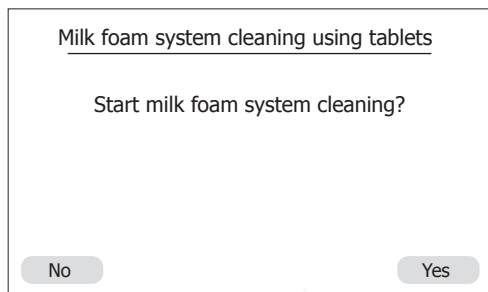 Milk foam system cleaning using tablets
Start milk foam system cleaning?
No
Yes